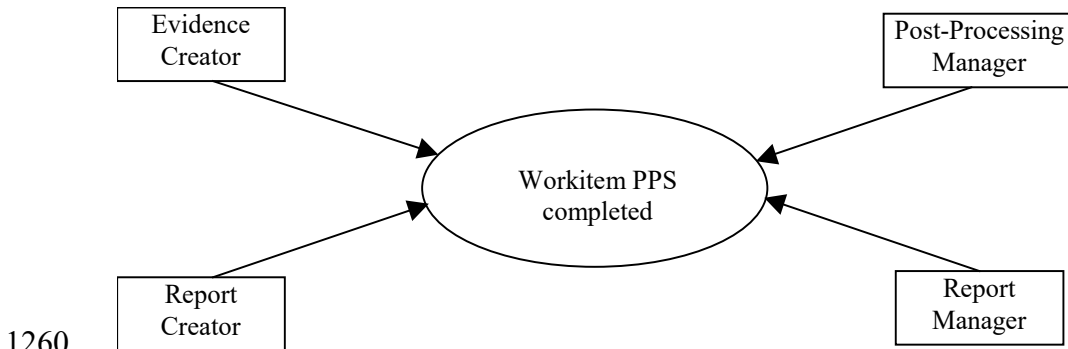 Evidence
Creator
Post-Processing
Manager
Workitem PPS
completed
Report
Creator
Report
Manager
1260